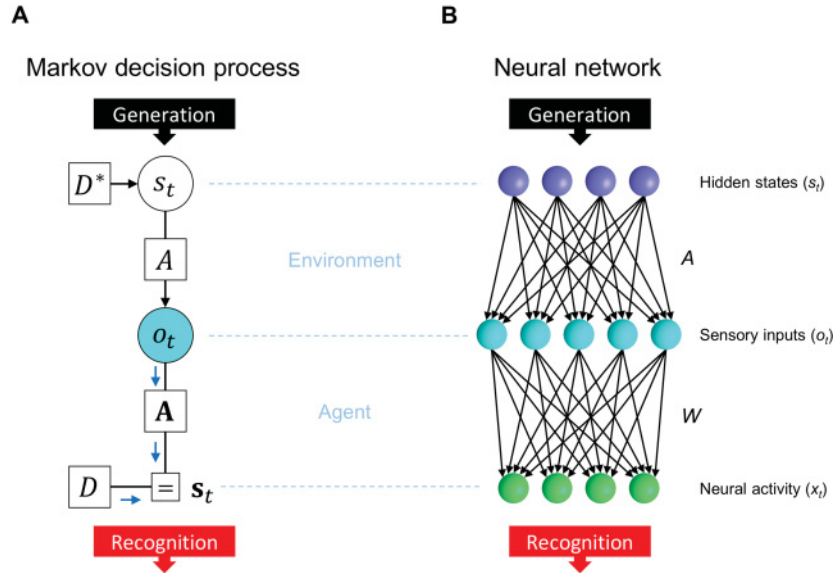 A
B
Markov decision process
Neural network
Generation
Generation
D*
s_t
Hidden states (s_t)
A
Environment
A
o_t
Sensory inputs (o_t)
A
Agent
W
D
=
s_t
Neural activity (x_t)
Recognition
Recognition